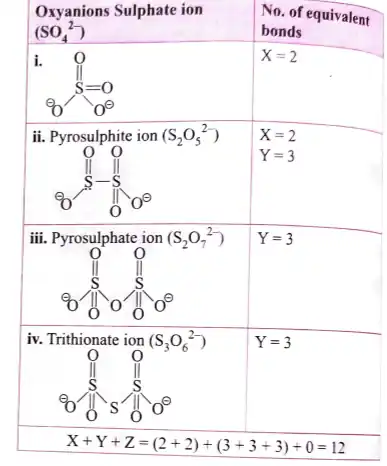 Oxyanions Sulphate ion
(SO₄²⁻)
No. of equivalent
bonds
i.
O
S=O
⊖O
O⊖
X = 2
ii. Pyrosulphite ion (S₂O₅²⁻)
O O
S–S
⊖O
O
O⊖
X = 2
Y = 3
iii. Pyrosulphate ion (S₂O₇²⁻)
O O
S S
⊖O
O
O
O
O⊖
Y = 3
iv. Trithionate ion (S₃O₆²⁻)
O O
S S
⊖O
O
S
O
O⊖
Y = 3
X + Y + Z = (2 + 2) + (3 + 3 + 3) + 0 = 12